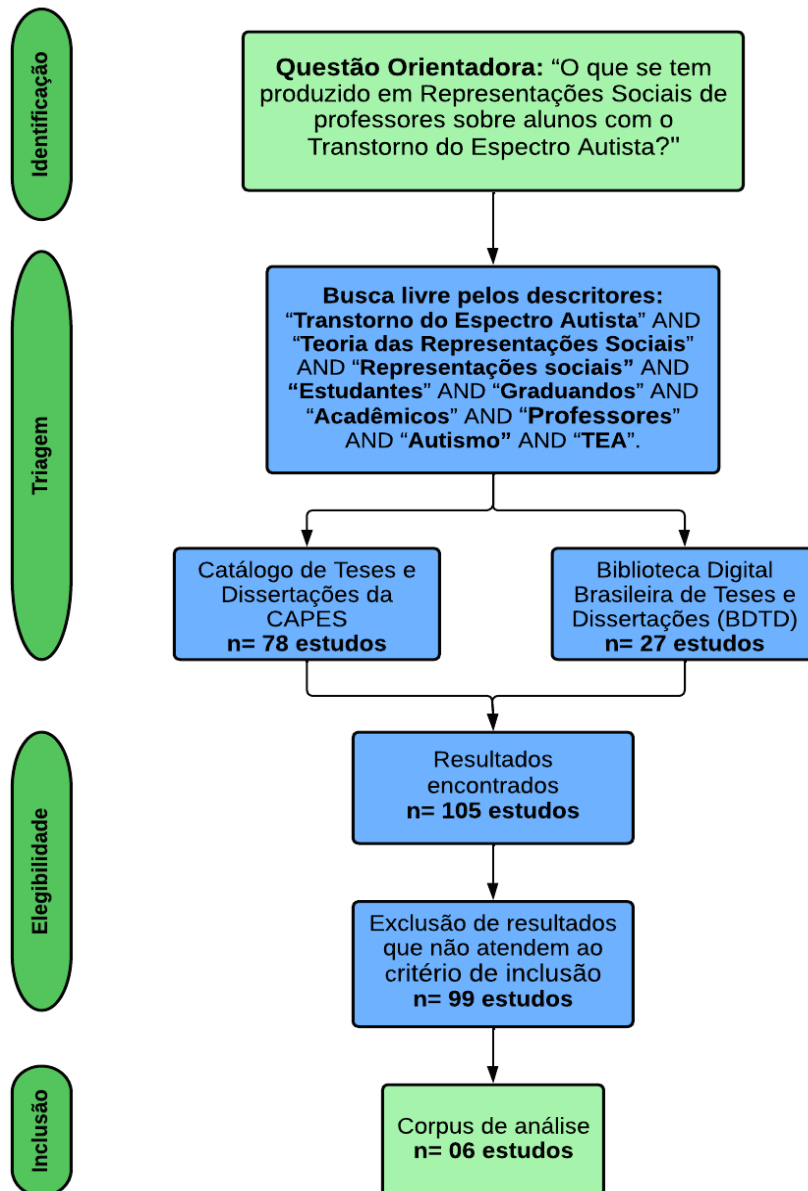 Identificação
Questão Orientadora: “O que se tem
produzido em Representações Sociais de
professores sobre alunos com o
Transtorno do Espectro Autista?"
Triagem
Busca livre pelos descritores:
“Transtorno do Espectro Autista” AND
“Teoria das Representações Sociais”
AND “Representações sociais” AND
“Estudantes” AND “Graduandos” AND
“Acadêmicos” AND “Professores”
AND “Autismo” AND “TEA”.
Catálogo de Teses e
Dissertações da
CAPES
n= 78 estudos
Biblioteca Digital
Brasileira de Teses e
Dissertações (BDTD)
n= 27 estudos
Elegibilidade
Resultados
encontrados
n= 105 estudos
Exclusão de resultados
que não atendem ao
critério de inclusão
n= 99 estudos
Inclusão
Corpus de análise
n= 06 estudos